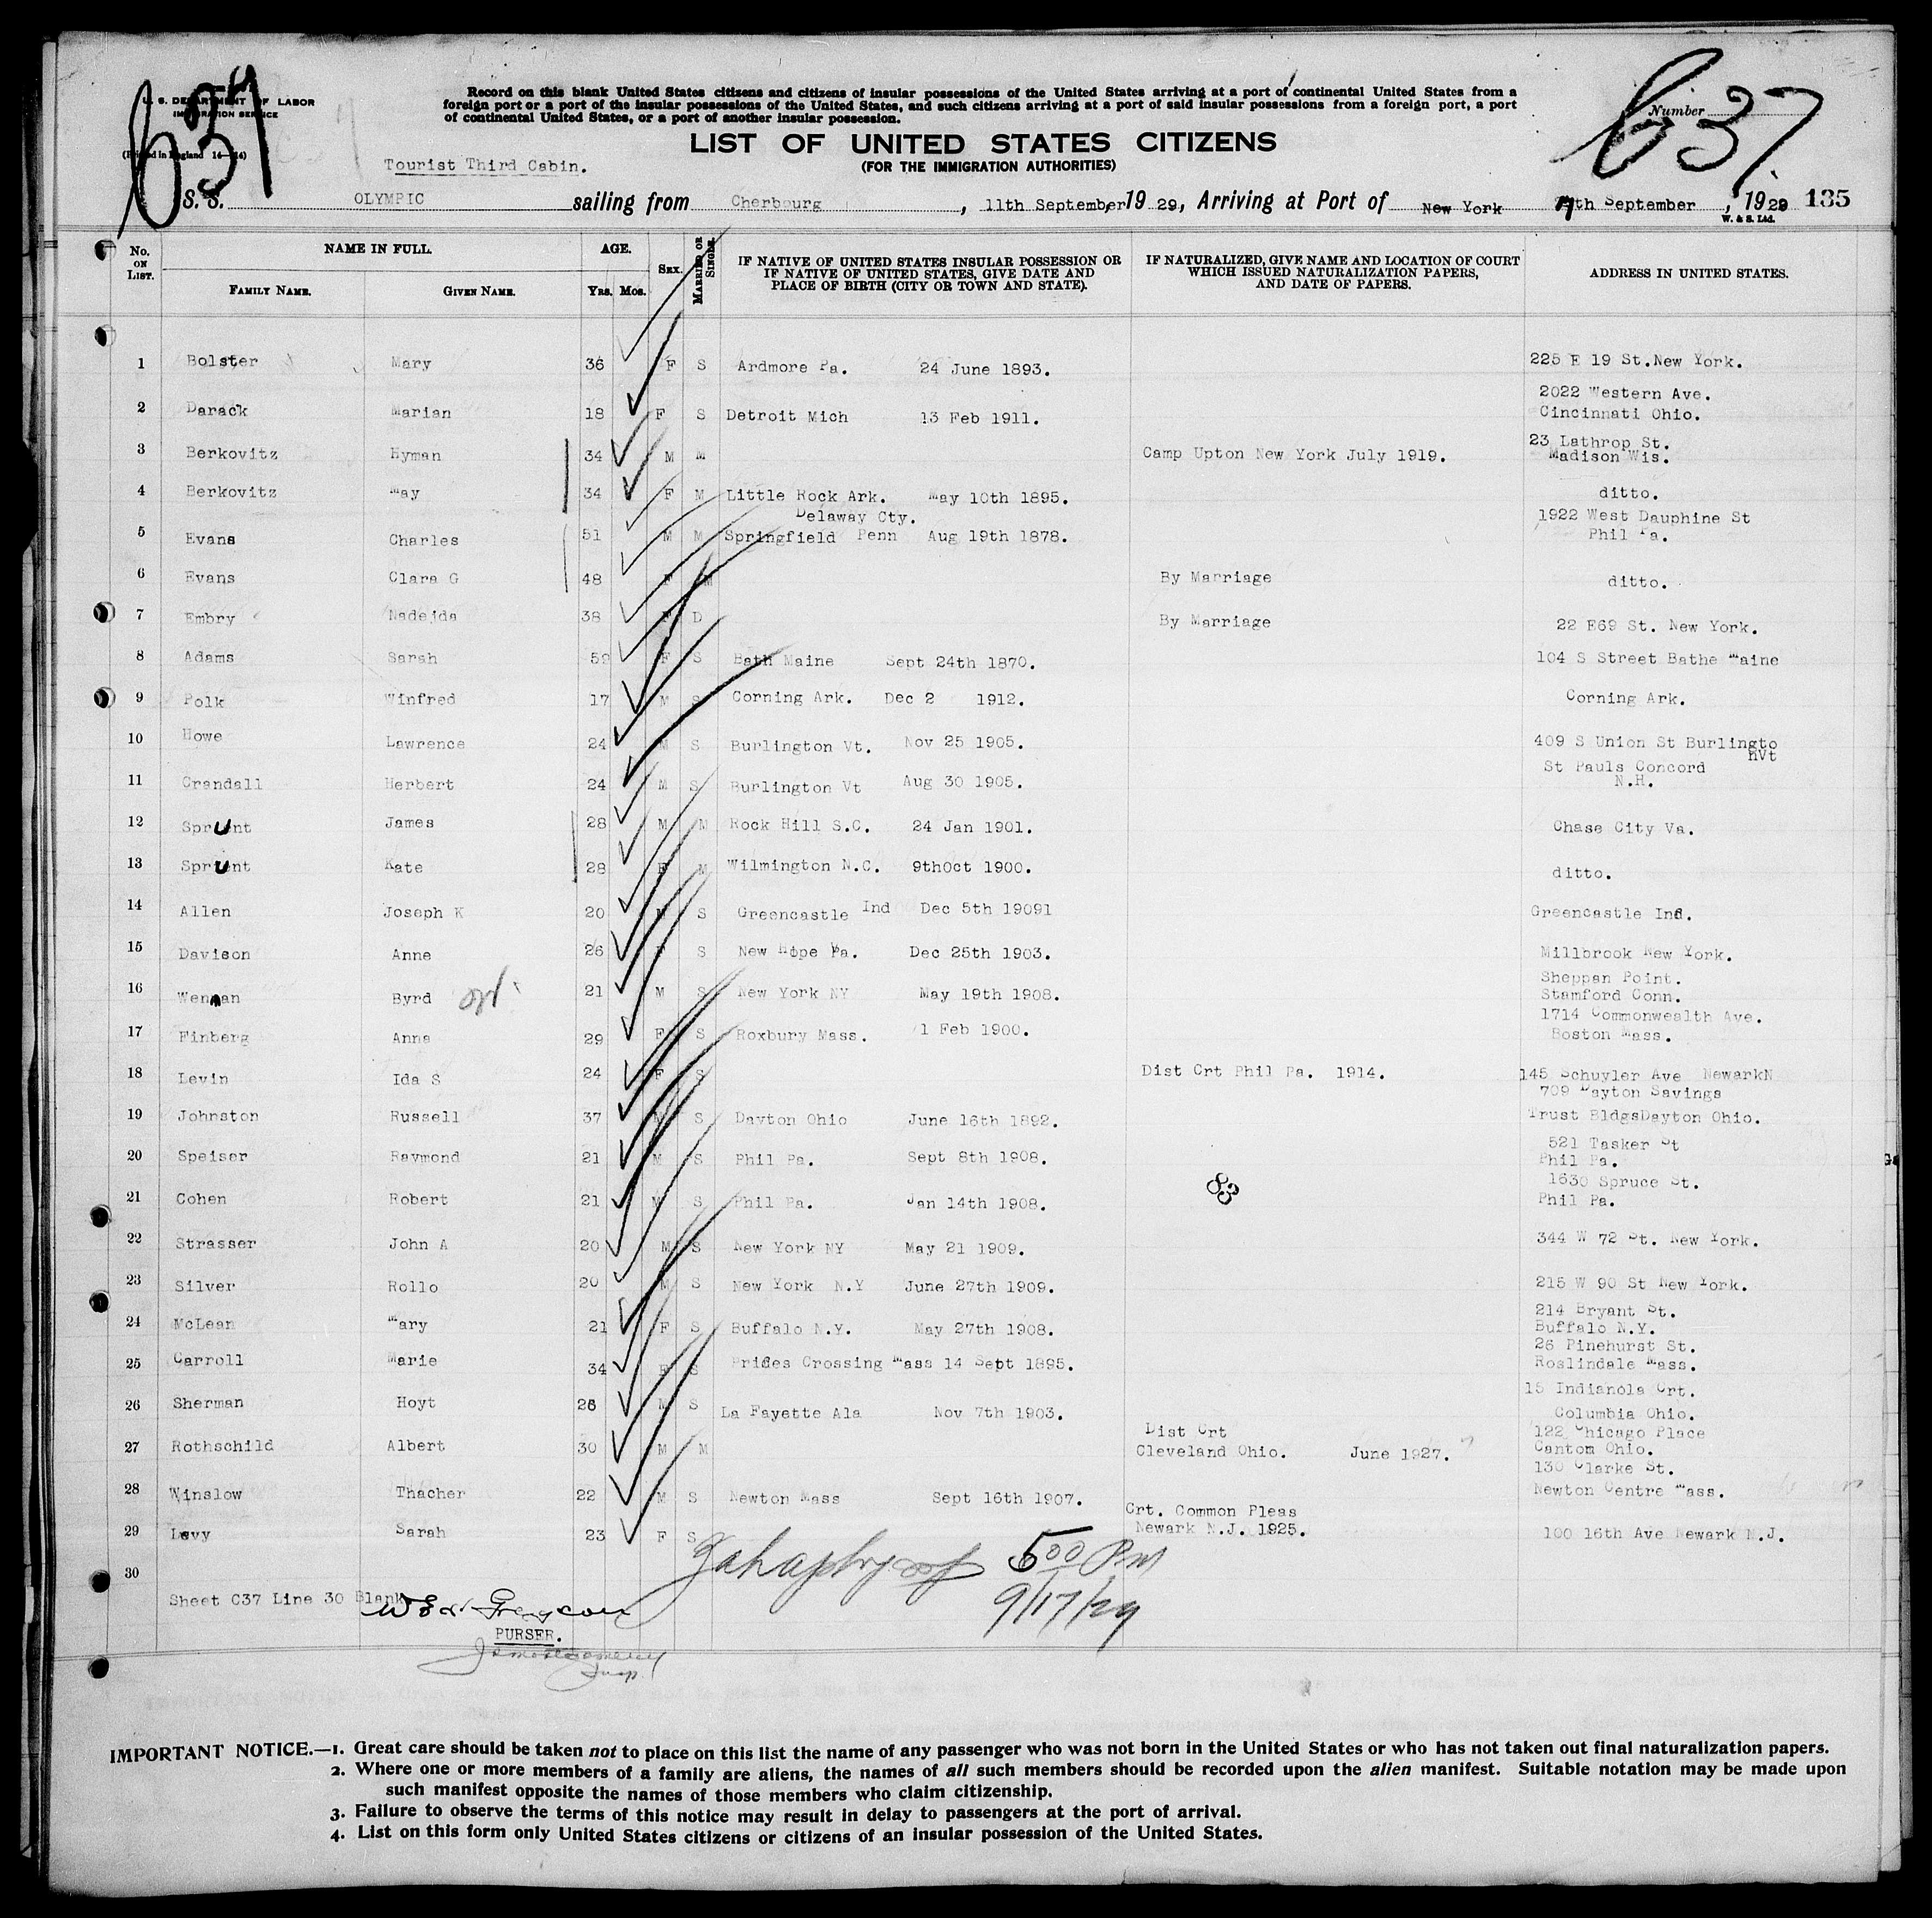 637
637
U. S. DEPARTMENT OF LABOR
IMMIGRATION SERVICE
(Printed in England 14—14)
Record on this blank United States citizens and citizens of insular possessions of the United States arriving at a port of continental United States from a
foreign port or a port of the insular possessions of the United States, and such citizens arriving at a port of said insular possessions from a foreign port, a port
of continental United States, or a port of another insular possession.
Number
LIST OF UNITED STATES CITIZENS
(FOR THE IMMIGRATION AUTHORITIES)
Tourist Third Cabin.
S. S. OLYMPIC sailing from Cherbourg, 11th September, 1929, Arriving at Port of New York 17th September, 1929 135
W. & S. Ltd.
No. ON LIST. NAME IN FULL. AGE. SEX. MARRIED OR SINGLE. IF NATIVE OF UNITED STATES INSULAR POSSESSION OR IF NATIVE OF UNITED STATES, GIVE DATE AND PLACE OF BIRTH (CITY OR TOWN AND STATE). IF NATURALIZED, GIVE NAME AND LOCATION OF COURT WHICH ISSUED NATURALIZATION PAPERS, AND DATE OF PAPERS. ADDRESS IN UNITED STATES.
FAMILY NAME. GIVEN NAME. YRS. MOS.
1 Bolster Mary 36 F S Ardmore Pa. 24 June 1893. 225 E 19 St.New York.
2 Darack Marian 18 F S Detroit Mich 13 Feb 1911. 2022 Western Ave. Cincinnati Ohio.
3 Berkovitz Hyman 34 M M Camp Upton New York July 1919. 23 Lathrop St. Madison Wis.
4 Berkovitz May 34 F M Little Rock Ark. May 10th 1895. ditto.
5 Evans Charles 51 M M Delaway Cty. Springfield Penn Aug 19th 1878. 1922 West Dauphine St Phil Pa.
6 Evans Clara G 48 F M By Marriage ditto.
7 Embry Nadejda 38 F D By Marriage 22 E69 St. New York.
8 Adams Sarah 59 F S Bath Maine Sept 24th 1870. 104 S Street Bathe Maine
9 Polk Winfred 17 M S Corning Ark. Dec 2 1912. Corning Ark.
10 Howe Lawrence 24 M S Burlington Vt. Nov 25 1905. 409 S Union St Burlingto nVt
11 Crandall Herbert 24 M S Burlington Vt Aug 30 1905. St Pauls Concord N.H.
12 Sprunt James 28 M M Rock Hill S.C. 24 Jan 1901. Chase City Va.
13 Sprunt Kate 28 F M Wilmington N.C. 9thOct 1900. ditto.
14 Allen Joseph K 20 M S Greencastle Ind Dec 5th 19091 Greencastle Ind.
15 Davison Anne 26 F S New Hope Pa. Dec 25th 1903. Millbrook New York.
16 Wenman Byrd 21 M S New York NY May 19th 1908. Sheppan Point. Stamford Conn.
17 Finberg Anna 29 F S Roxbury Mass. 1 Feb 1900. 1714 Commonwealth Ave. Boston Mass.
18 Levin Ida S 24 F S Dist Crt Phil Pa. 1914. 145 Schuyler Ave NewarkN
19 Johnston Russell 37 M S Dayton Ohio June 16th 1892. 709 Dayton Savings Trust BldgsDayton Ohio.
20 Speiser Raymond 21 M S Phil Pa. Sept 8th 1908. 521 Tasker St Phil Pa.
21 Cohen Robert 21 M S Phil Pa. Jan 14th 1908. 83 1630 Spruce St. Phil Pa.
22 Strasser John A 20 M S New York NY May 21 1909. 344 W 72 St. New York.
23 Silver Rollo 20 M S New York N.Y June 27th 1909. 215 W 90 St New York.
24 McLean Mary 21 F S Buffalo N.Y. May 27th 1908. 214 Bryant St. Buffalo N.Y.
25 Carroll Marie 34 F S Prides Crossing Mass 14 Sept 1895. 26 Pinehurst St. Roslindale Mass.
26 Sherman Hoyt 26 M S La Fayette Ala Nov 7th 1903. 15 Indianola Crt. Columbia Ohio.
27 Rothschild Albert 30 M M Dist Crt Cleveland Ohio. June 1927. 122 Chicago Place Cantom Ohio.
28 Winslow Thacher 22 M S Newton Mass Sept 16th 1907. 130 Clarke St. Newton Centre Mass.
29 Levy Sarah 23 F S Crt. Common Pleas Newark N.J. 1925. 100 16th Ave Newark N.J.
30
5 00 PM
9/17/29
Sheet C37 Line 30 Blank
PURSER.
IMPORTANT NOTICE.—1. Great care should be taken not to place on this list the name of any passenger who was not born in the United States or who has not taken out final naturalization papers.
2. Where one or more members of a family are aliens, the names of all such members should be recorded upon the alien manifest. Suitable notation may be made upon
such manifest opposite the names of those members who claim citizenship.
3. Failure to observe the terms of this notice may result in delay to passengers at the port of arrival.
4. List on this form only United States citizens or citizens of an insular possession of the United States.